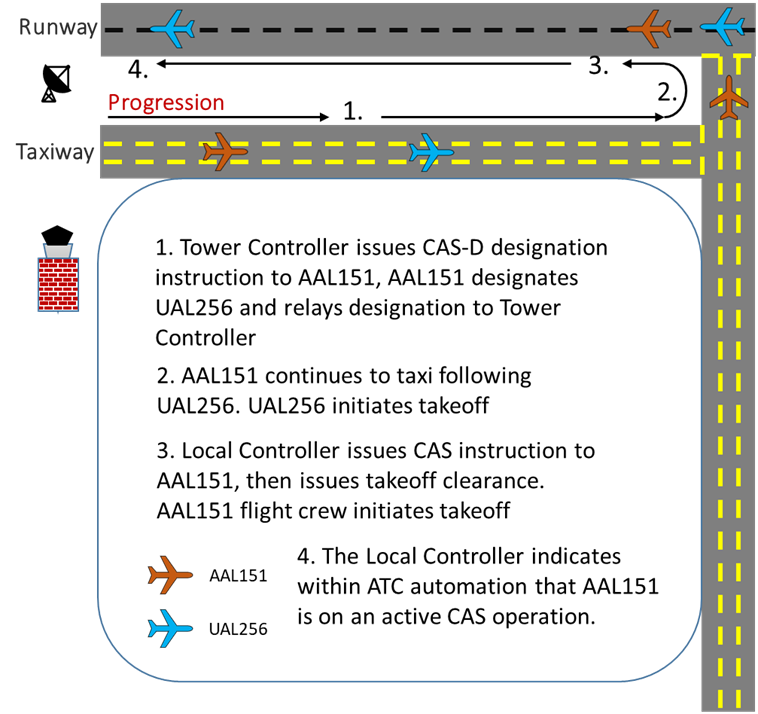 Runway
4.
3.
2.
Progression
1.
Taxiway
1. Tower Controller issues CAS-D designation
instruction to AAL151, AAL151 designates
UAL256 and relays designation to Tower
Controller
2. AAL151 continues to taxi following
UAL256. UAL256 initiates takeoff
3. Local Controller issues CAS instruction to
AAL151, then issues takeoff clearance.
AAL151 flight crew initiates takeoff
AAL151
UAL256
4. The Local Controller indicates
within ATC automation that AAL151
is on an active CAS operation.